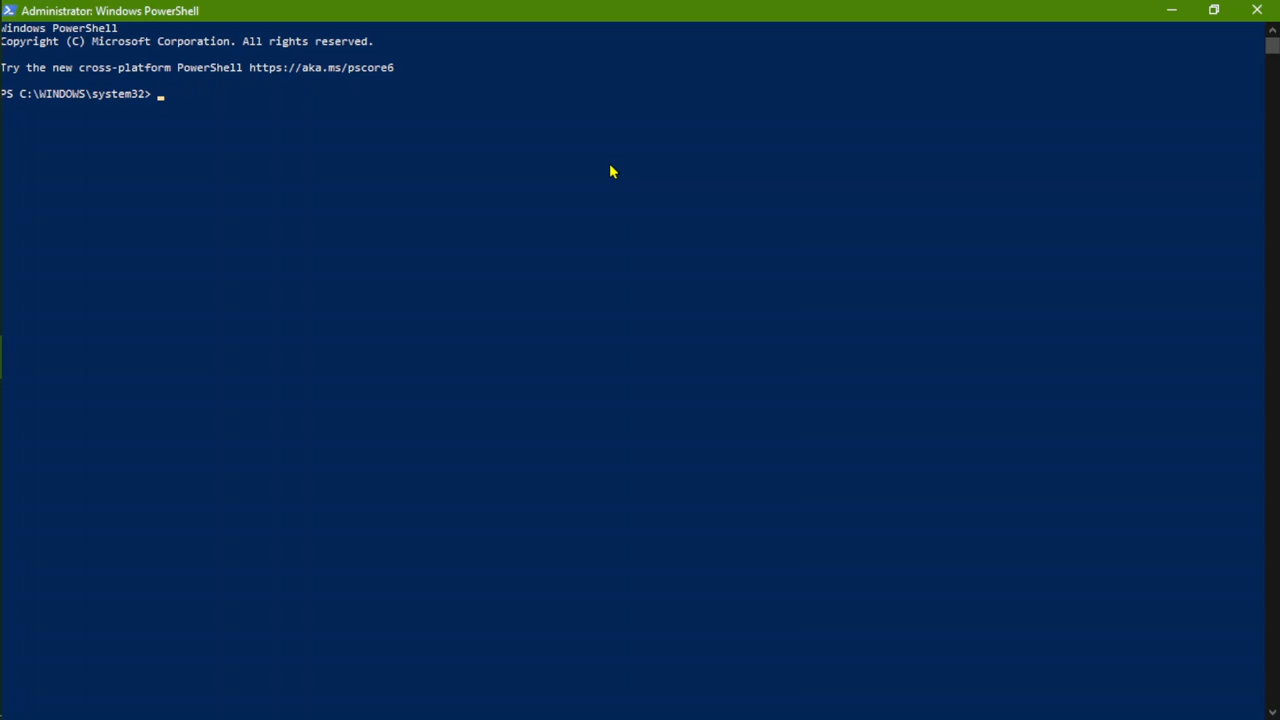 Administrator: Windows PowerShell
Windows PowerShell
Copyright (C) Microsoft Corporation. All rights reserved.
Try the new cross-platform PowerShell https://aka.ms/pscore6
PS C:\WINDOWS\system32>